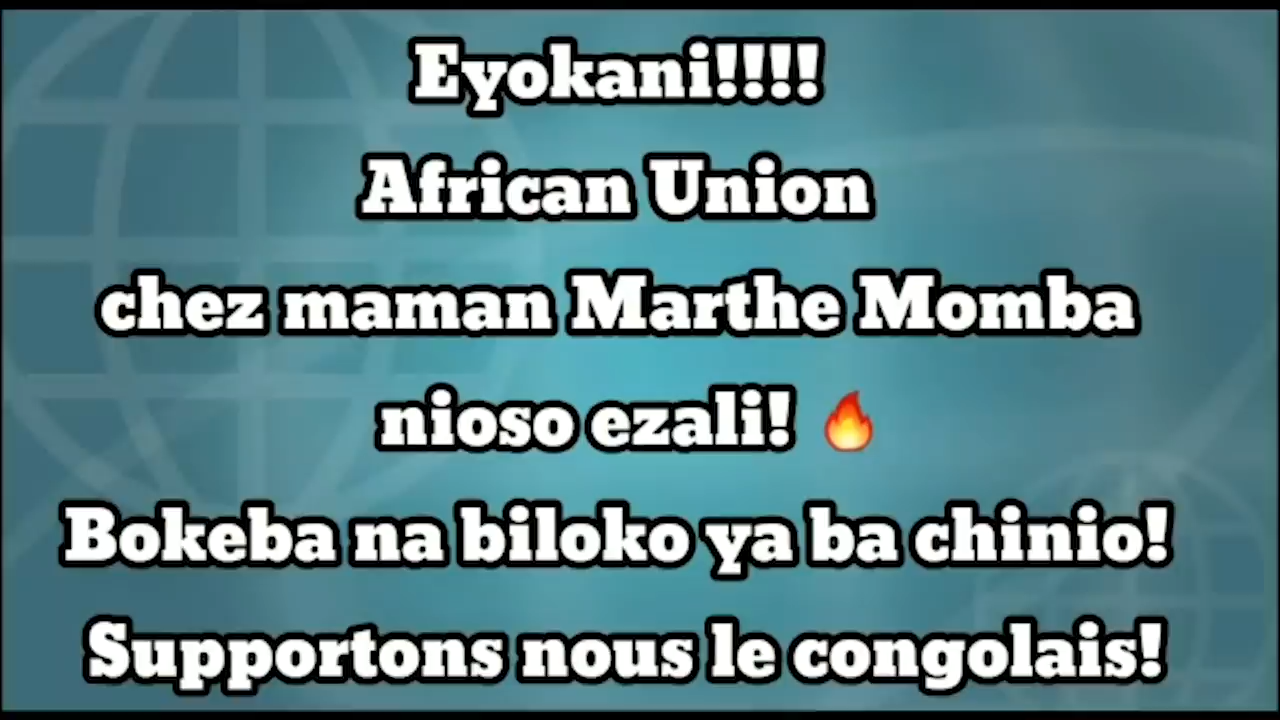 Eyokani!!!!
African Union
chez maman Marthe Momba
nioso ezali! 🔥
Bokeba na biloko ya ba chinio!
Supportons nous le congolais!